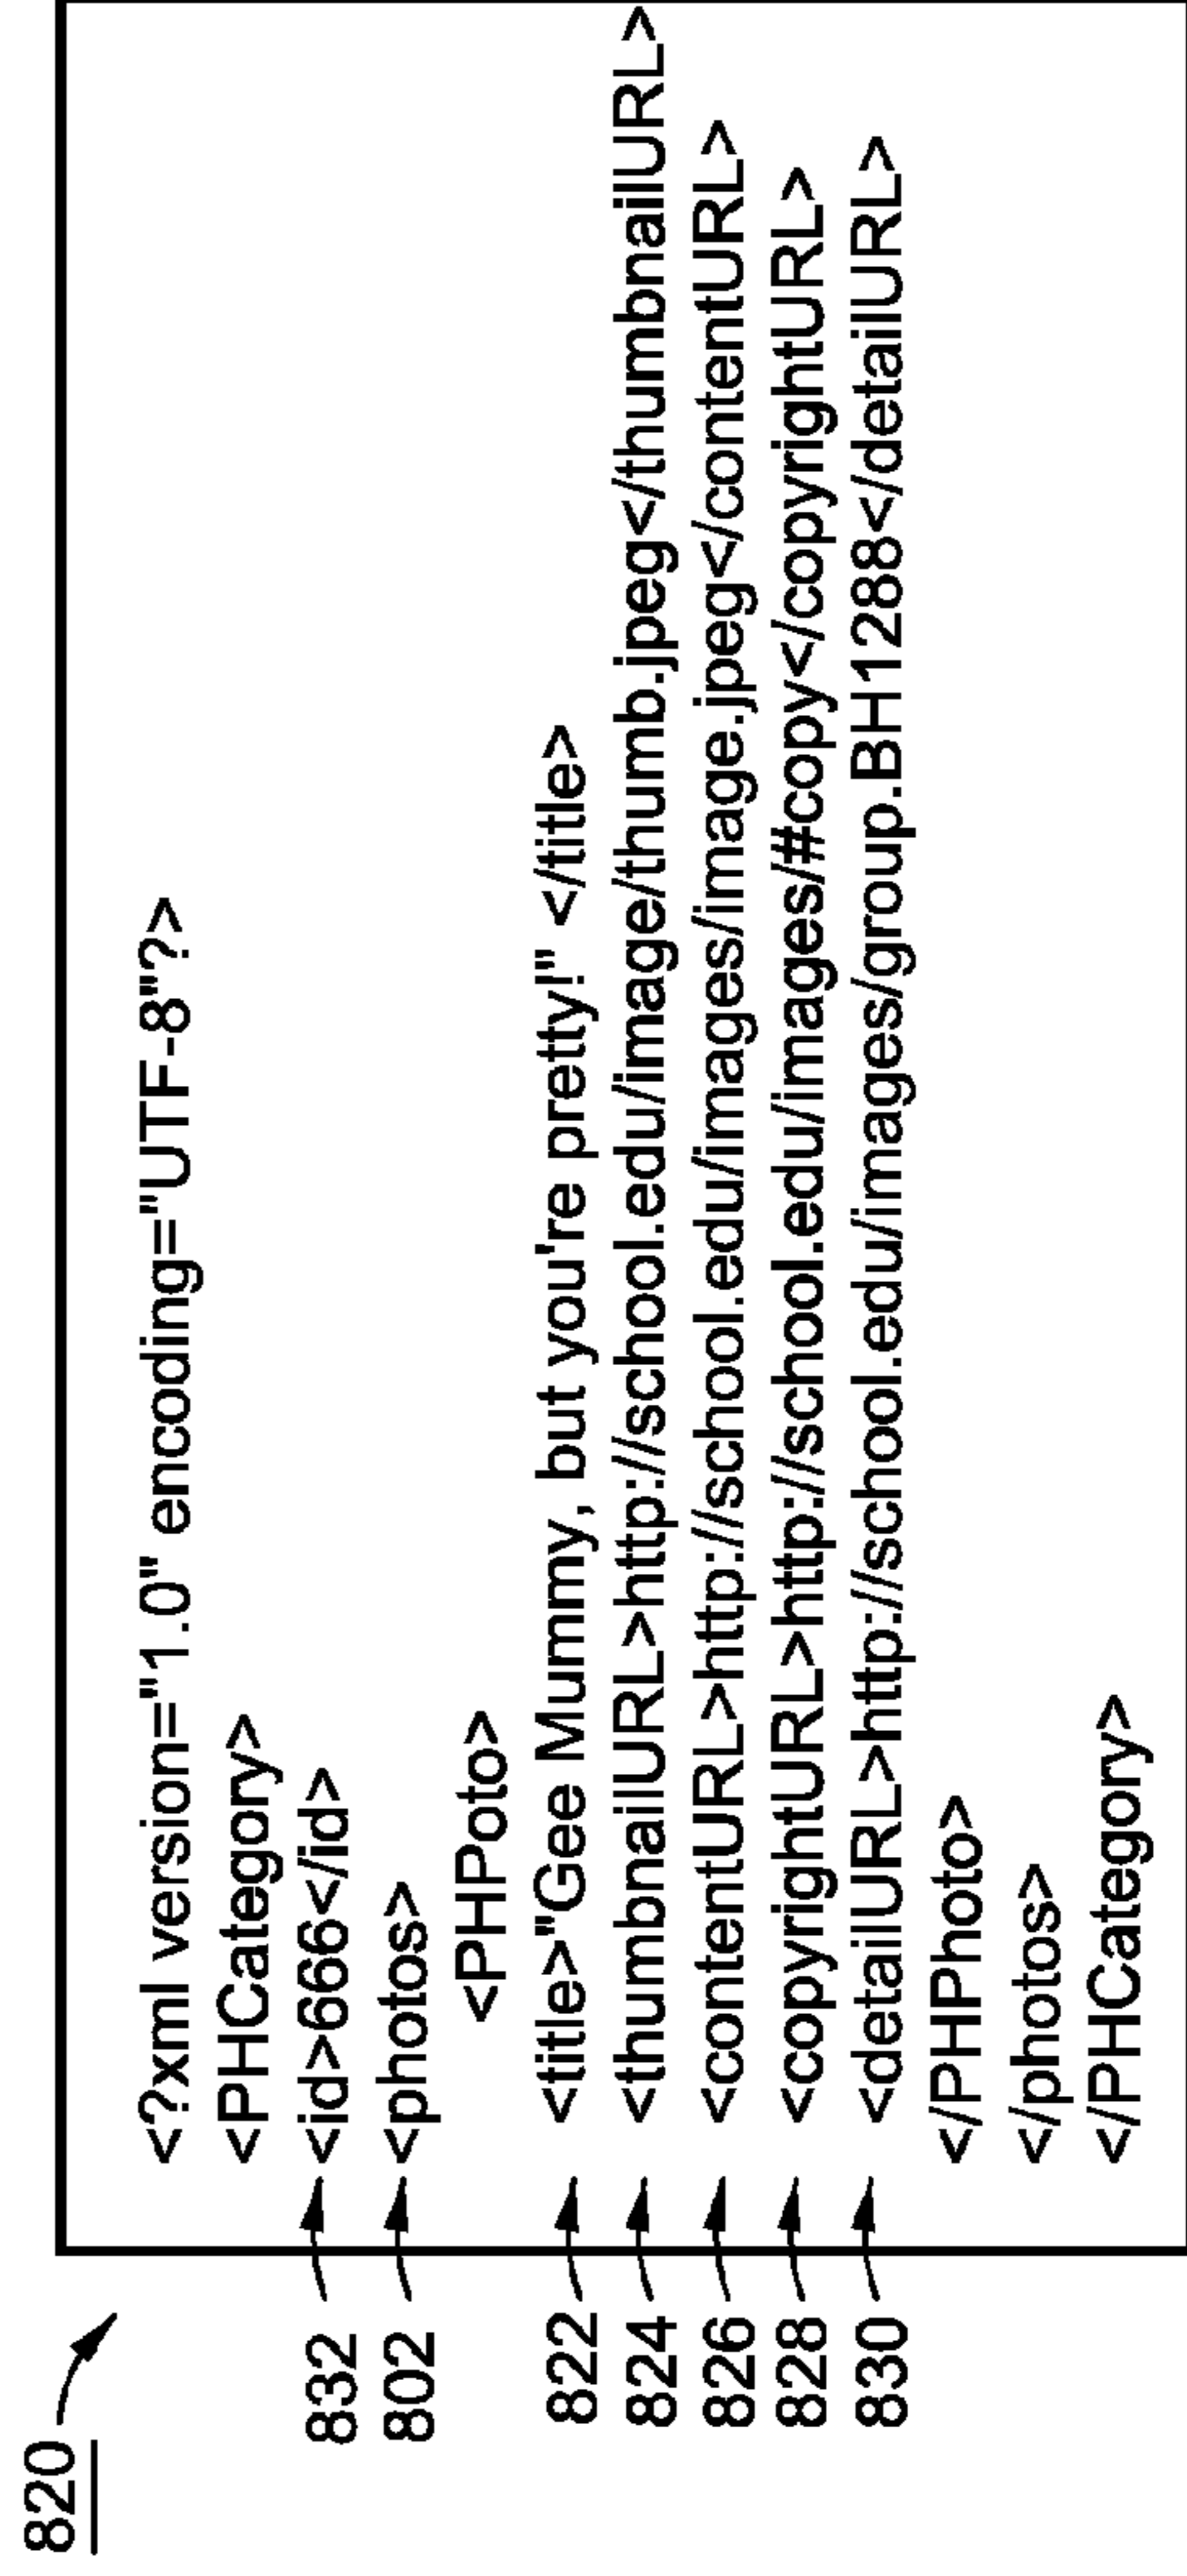 820
<?xml version="1.0" encoding="UTF-8"?>
<PHCategory>
832 <id>666</id>
802 <photos>
<PHPoto>
822 <title>"Gee Mummy, but you're pretty!" </title>
824 <thumbnailURL>http://school.edu/image/thumb.jpeg</thumbnailURL>
826 <contentURL>http://school.edu/images/image.jpeg</contentURL>
828 <copyrightURL>http://school.edu/images/#copy</copyrightURL>
830 <detailURL>http://school.edu/images/group.BH1288</detailURL>
</PHPhoto>
</photos>
</PHCategory>